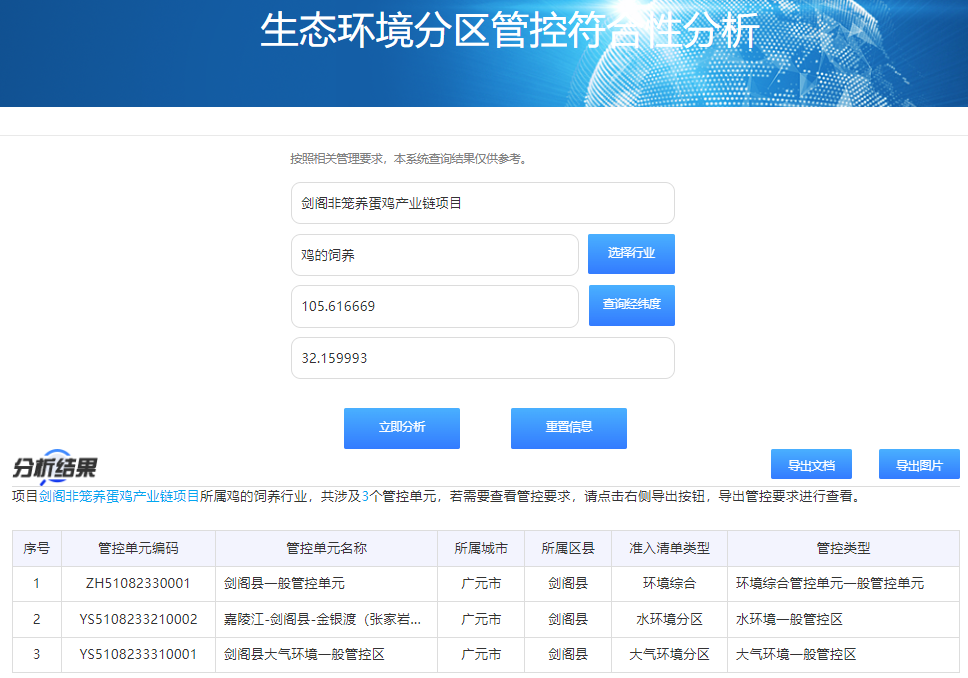 生态环境分区管控符合性分析
按照相关管理要求，本系统查询结果仅供参考。
剑阁非笼养蛋鸡产业链项目
鸡的饲养 选择行业
105.616669 查询经纬度
32.159993
立即分析 重置信息
分析结果 导出文档 导出图片
项目剑阁非笼养蛋鸡产业链项目所属鸡的饲养行业，共涉及3个管控单元，若需要查看管控要求，请点击右侧导出按钮，导出管控要求进行查看。
序号 管控单元编码 管控单元名称 所属城市 所属区县 准入清单类型 管控类型
1 ZH51082330001 剑阁县一般管控单元 广元市 剑阁县 环境综合 环境综合管控单元一般管控单元
2 YS5108233210002 嘉陵江-剑阁县-金银渡（张家岩... 广元市 剑阁县 水环境分区 水环境一般管控区
3 YS5108233310001 剑阁县大气环境一般管控区 广元市 剑阁县 大气环境分区 大气环境一般管控区